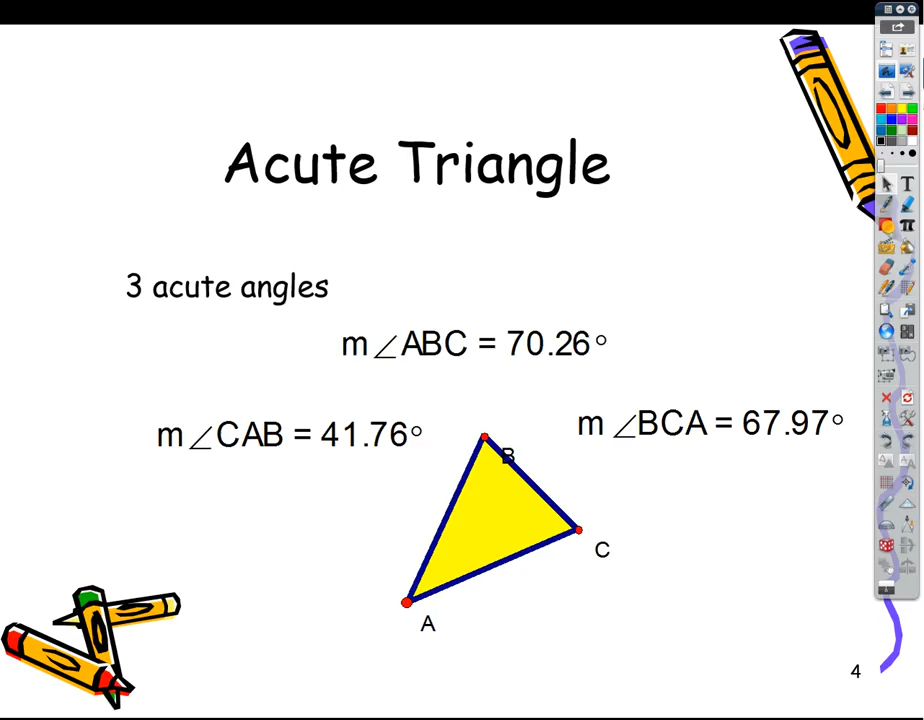 Acute Triangle
3 acute angles
m∠ABC = 70.26°
m∠CAB = 41.76°
m∠BCA = 67.97°
B
C
A
4